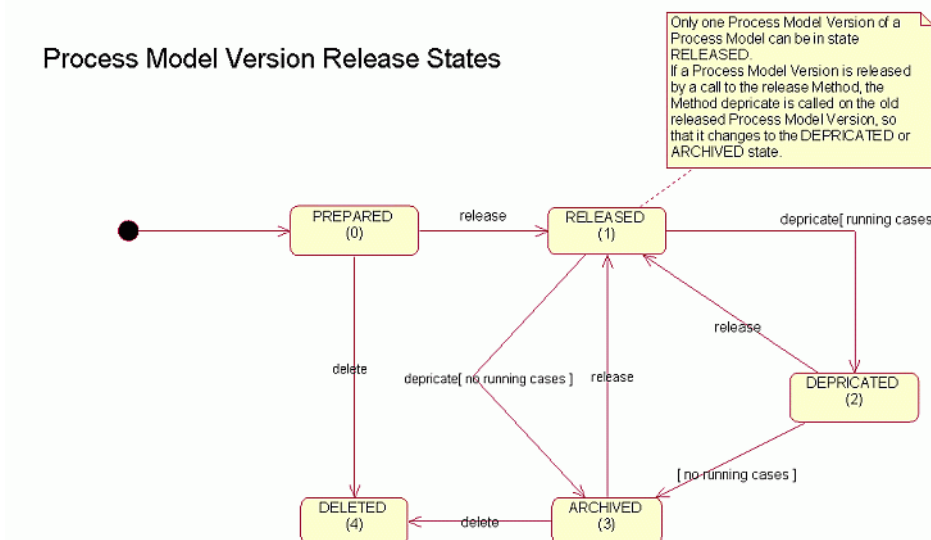 Process Model Version Release States
Only one Process Model Version of a
Process Model can be in state
RELEASED.
If a Process Model Version is released
by a call to the release Method, the
Method depricate is called on the old
released Process Model Version, so
that it changes to the DEPRICATED or
ARCHIVED state.
PREPARED
(0)
release
RELEASED
(1)
depricate[ running cases
release
delete
depricate[ no running cases ]
release
DEPRICATED
(2)
[ no running cases ]
DELETED
(4)
delete
ARCHIVED
(3)